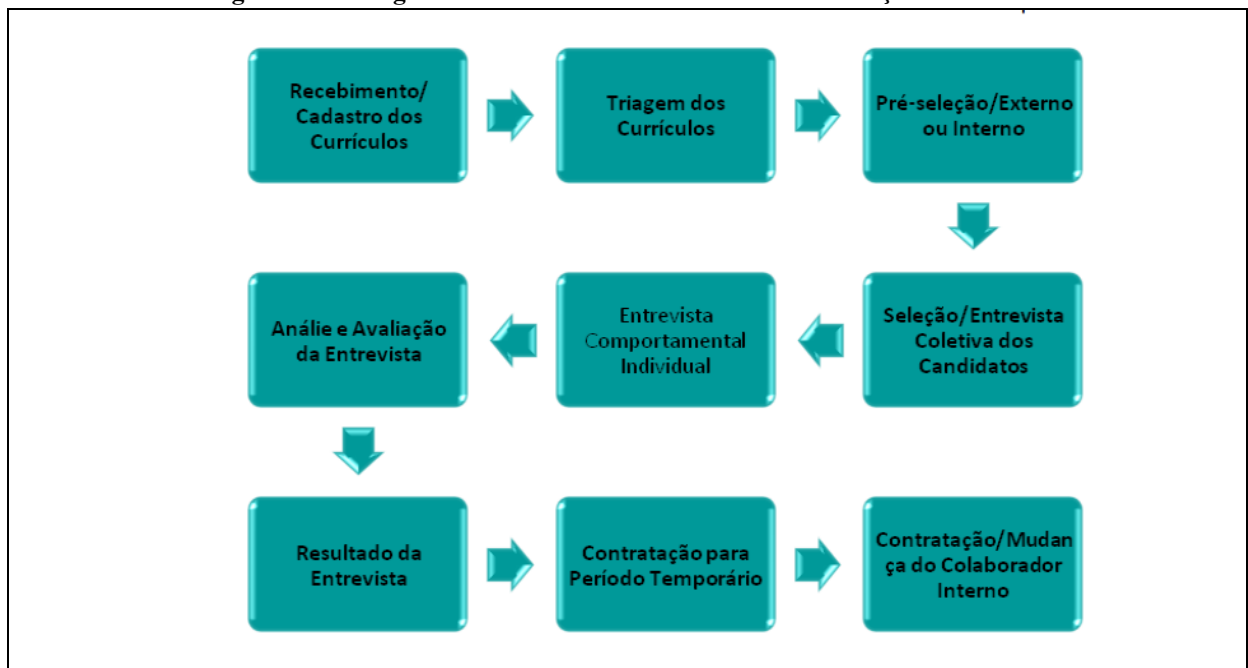 Recebimento/
Cadastro dos
Currículos
Triagem dos
Currículos
Pré-seleção/Externo
ou Interno
Seleção/Entrevista
Coletiva dos
Candidatos
Entrevista
Comportamental
Individual
Anális e Avaliação
da Entrevista
Resultado da
Entrevista
Contratação para
Período Temporário
Contratação/Mudan
ça do Colaborador
Interno